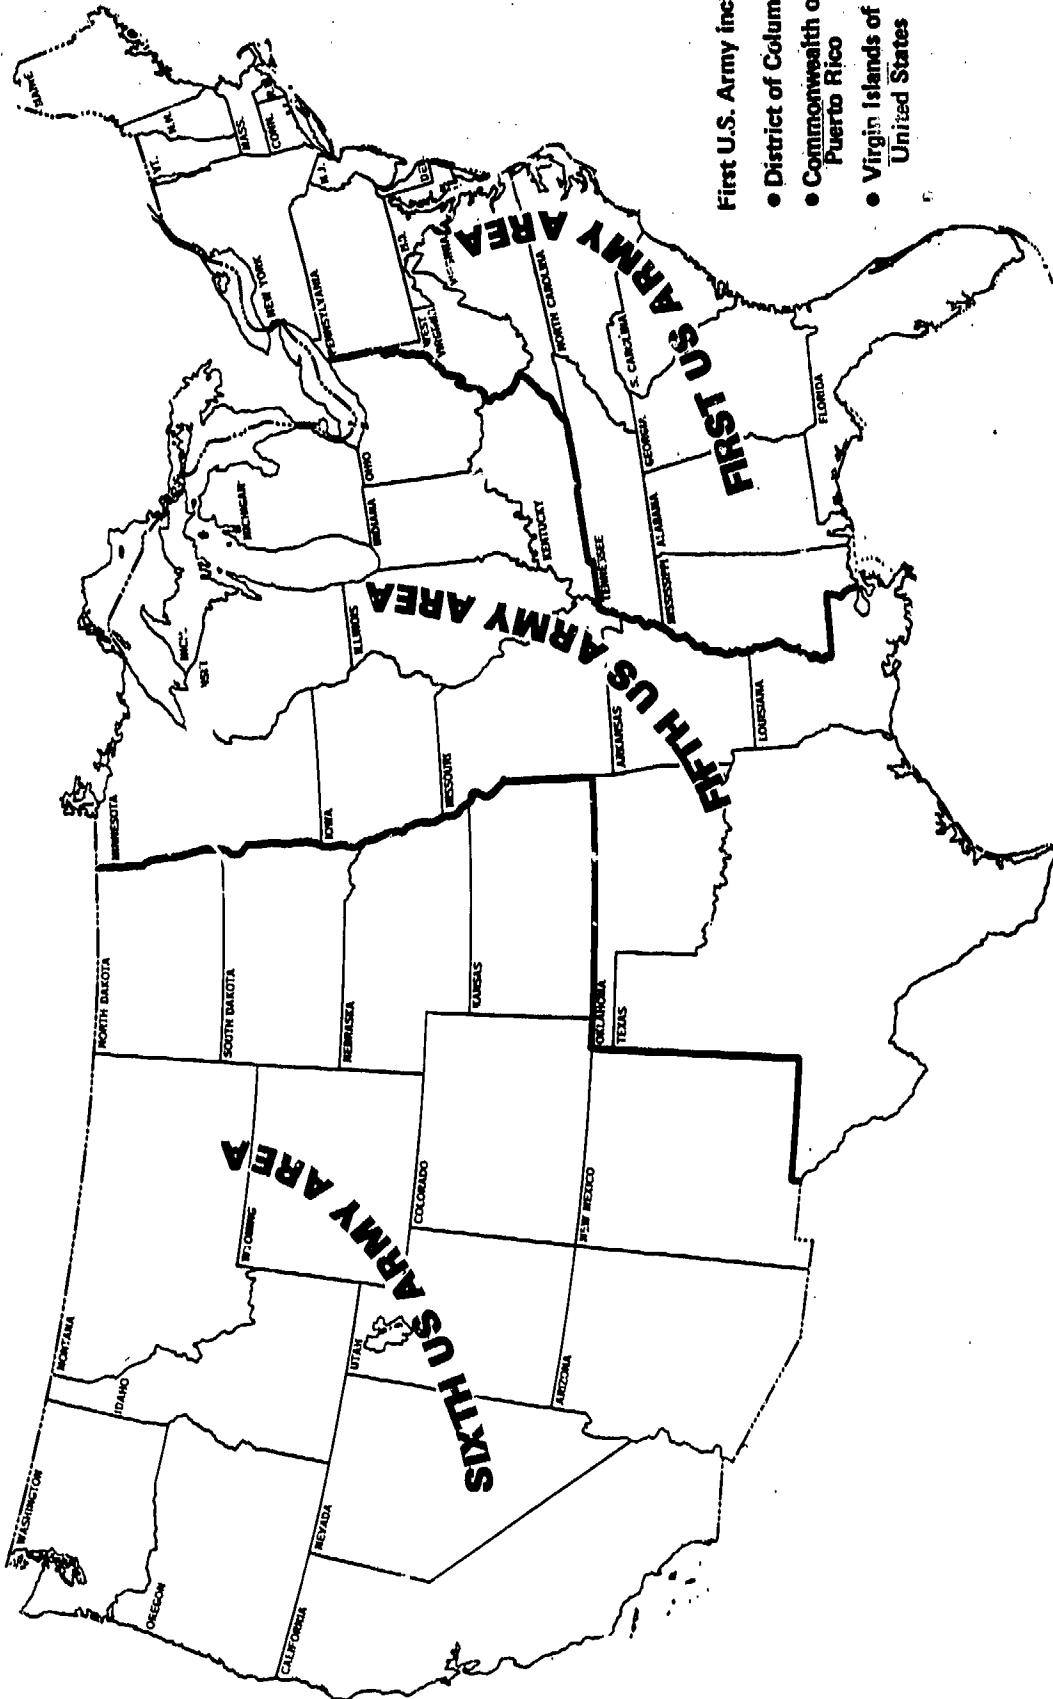 WASHINGTON
MONTANA
NORTH DAKOTA
MINNESOTA
MAINE
IDAHO
OREGON
SOUTH DAKOTA
VT.
N.H.
MASS.
CONN.
NEW YORK
MICHIGAN
NEBRASKA
IOWA
ILLINOIS
INDIANA
OHIO
PENNSYLVANIA
N.J.
CALIFORNIA
NEVADA
UTAH
COLORADO
KANSAS
MISSOURI
KENTUCKY
WEST
DEL
ARIZONA
NEW MEXICO
OKLAHOMA
TEXAS
ARKANSAS
TENNESSEE
NORTH CAROLINA
S. CAROLINA
MISSISSIPPI
ALABAMA
GEORGIA
LOUISIANA
FLORIDA
SIXTH US ARMY AREA
FIFTH US ARMY AREA
FIRST US ARMY AREA
First U.S. Army inc
• District of Colum
• Commonwealth o
Puerto Rico
• Virgin Islands of
United States